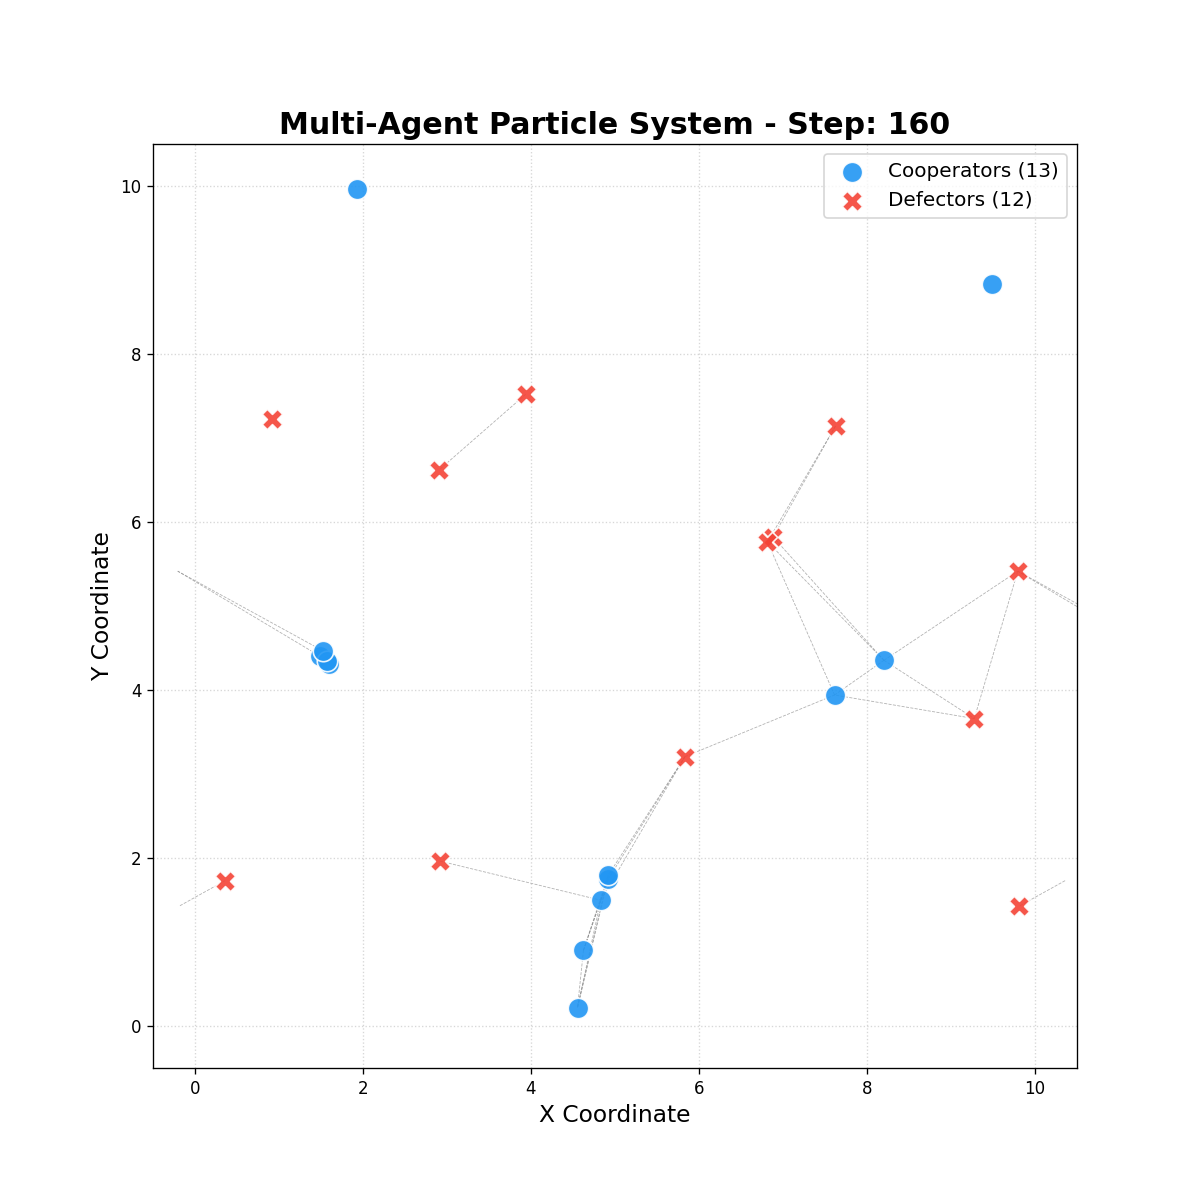 Multi-Agent Particle System - Step: 160
Cooperators (13)
Defectors (12)
10
8
6
4
2
0
Y Coordinate
0 2 4 6 8 10
X Coordinate